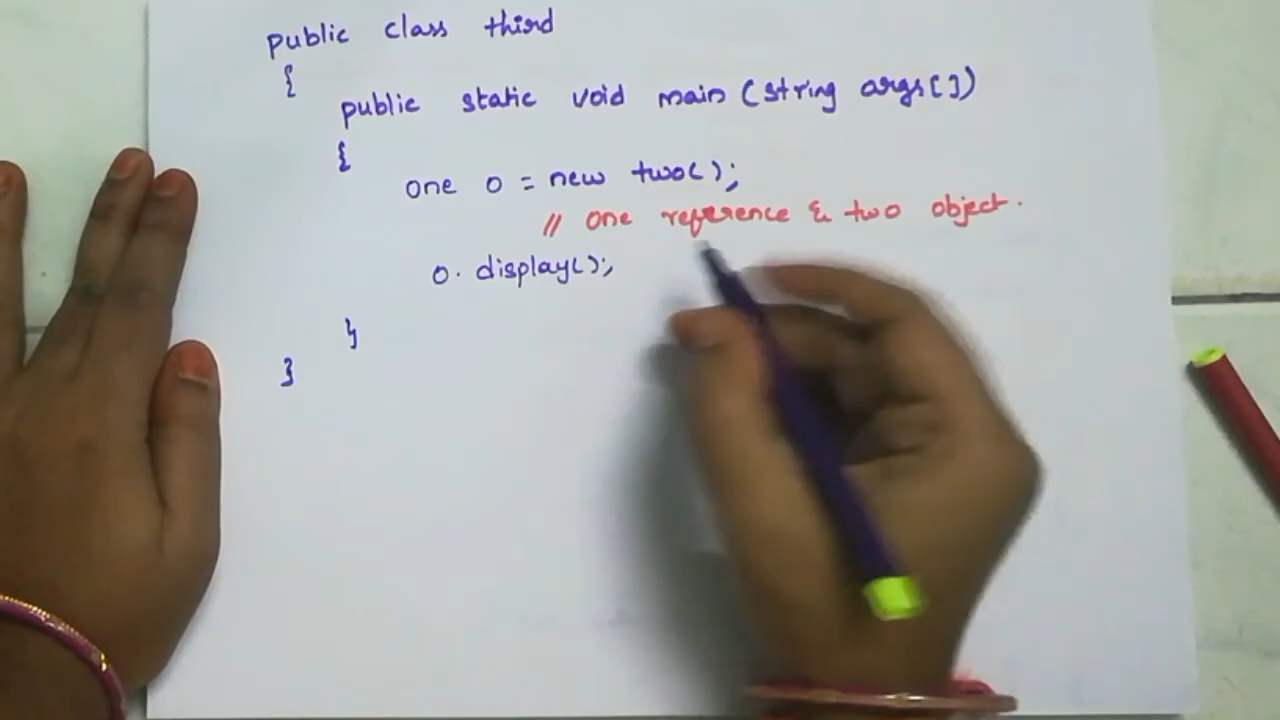 public class third
{
public static void main (string args[])
{
one o = new two();
// one reference & two object.
o. display();
}
}